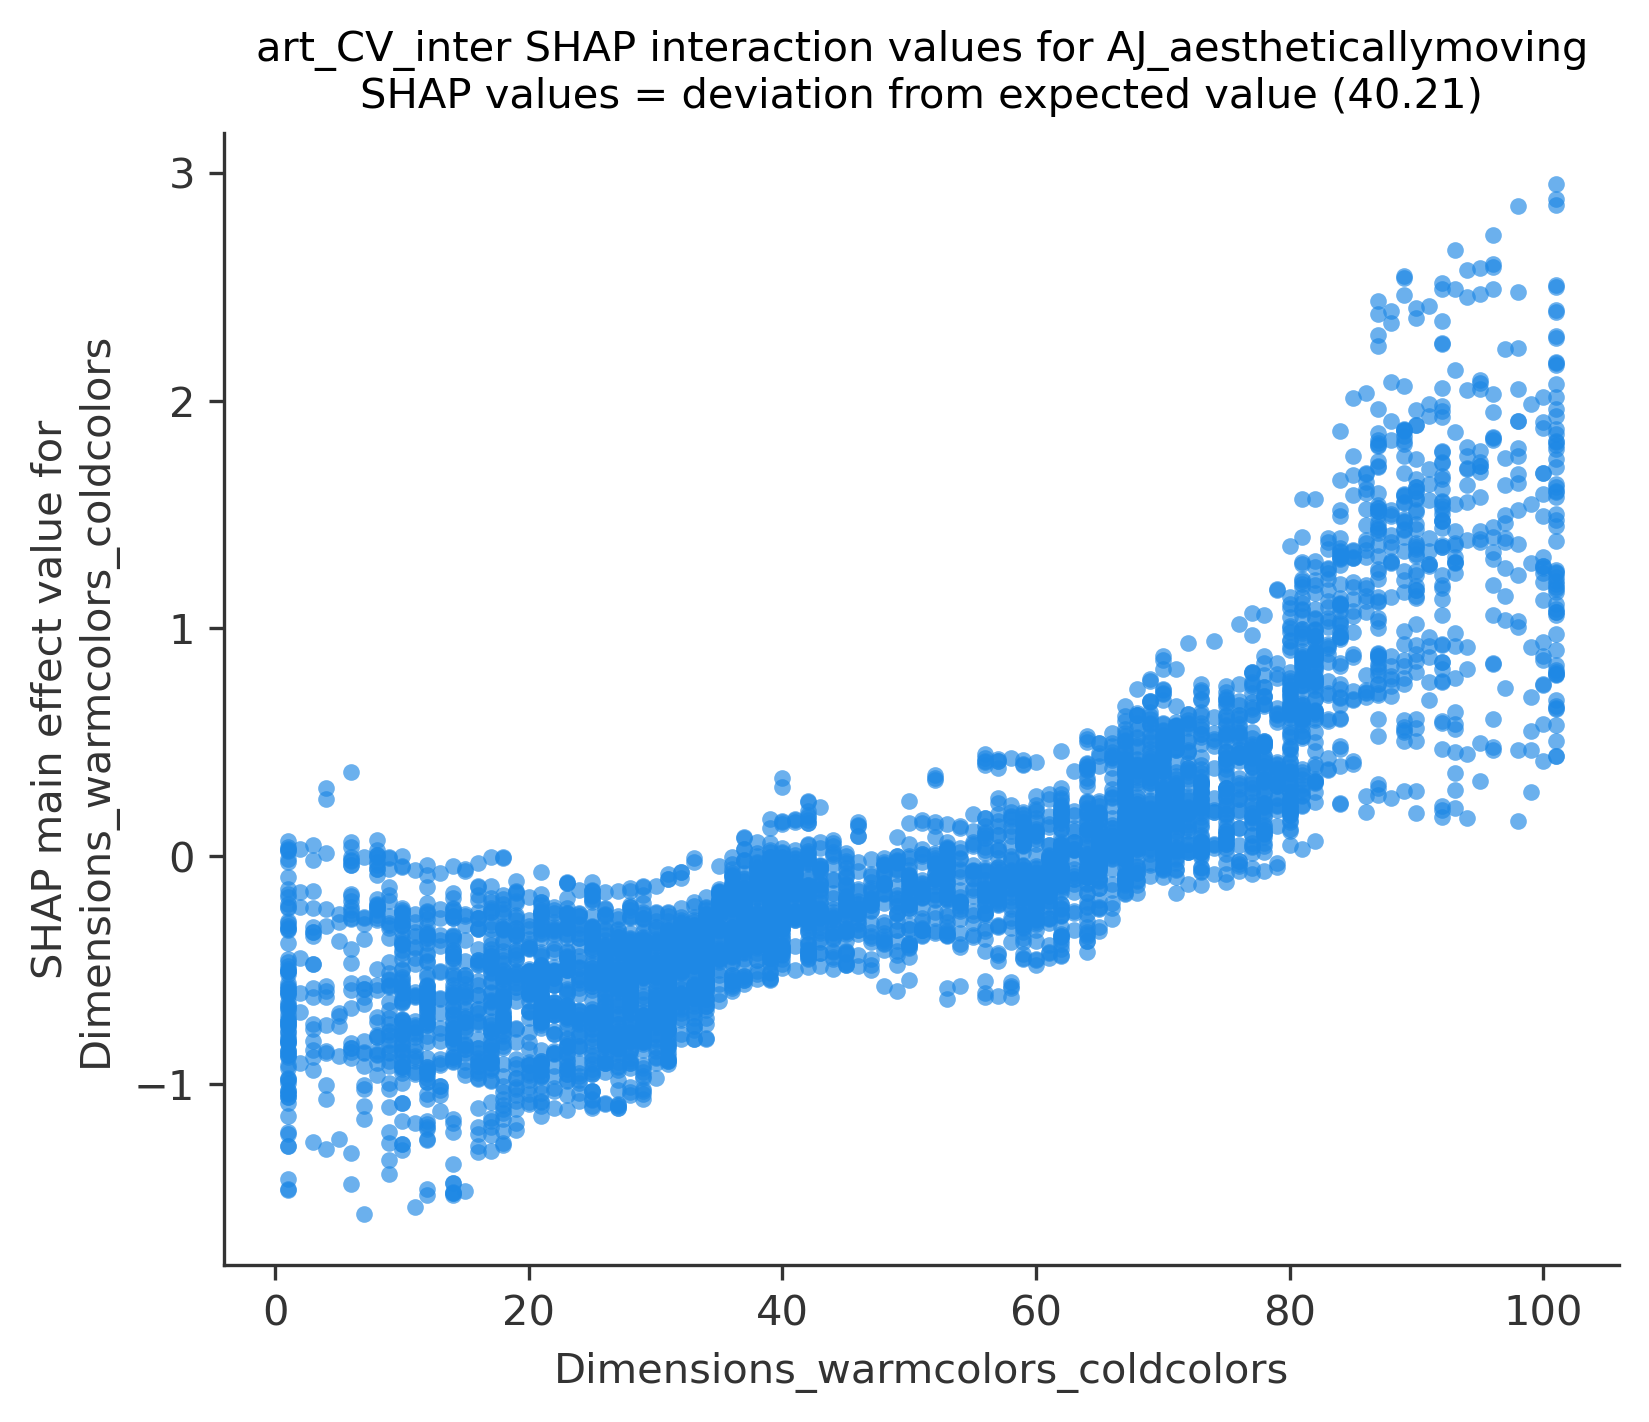 art_CV_inter SHAP interaction values for AJ_aestheticallymoving
SHAP values = deviation from expected value (40.21)
3
2
1
0
−1
SHAP main effect value for
Dimensions_warmcolors_coldcolors
0
20
40
60
80
100
Dimensions_warmcolors_coldcolors